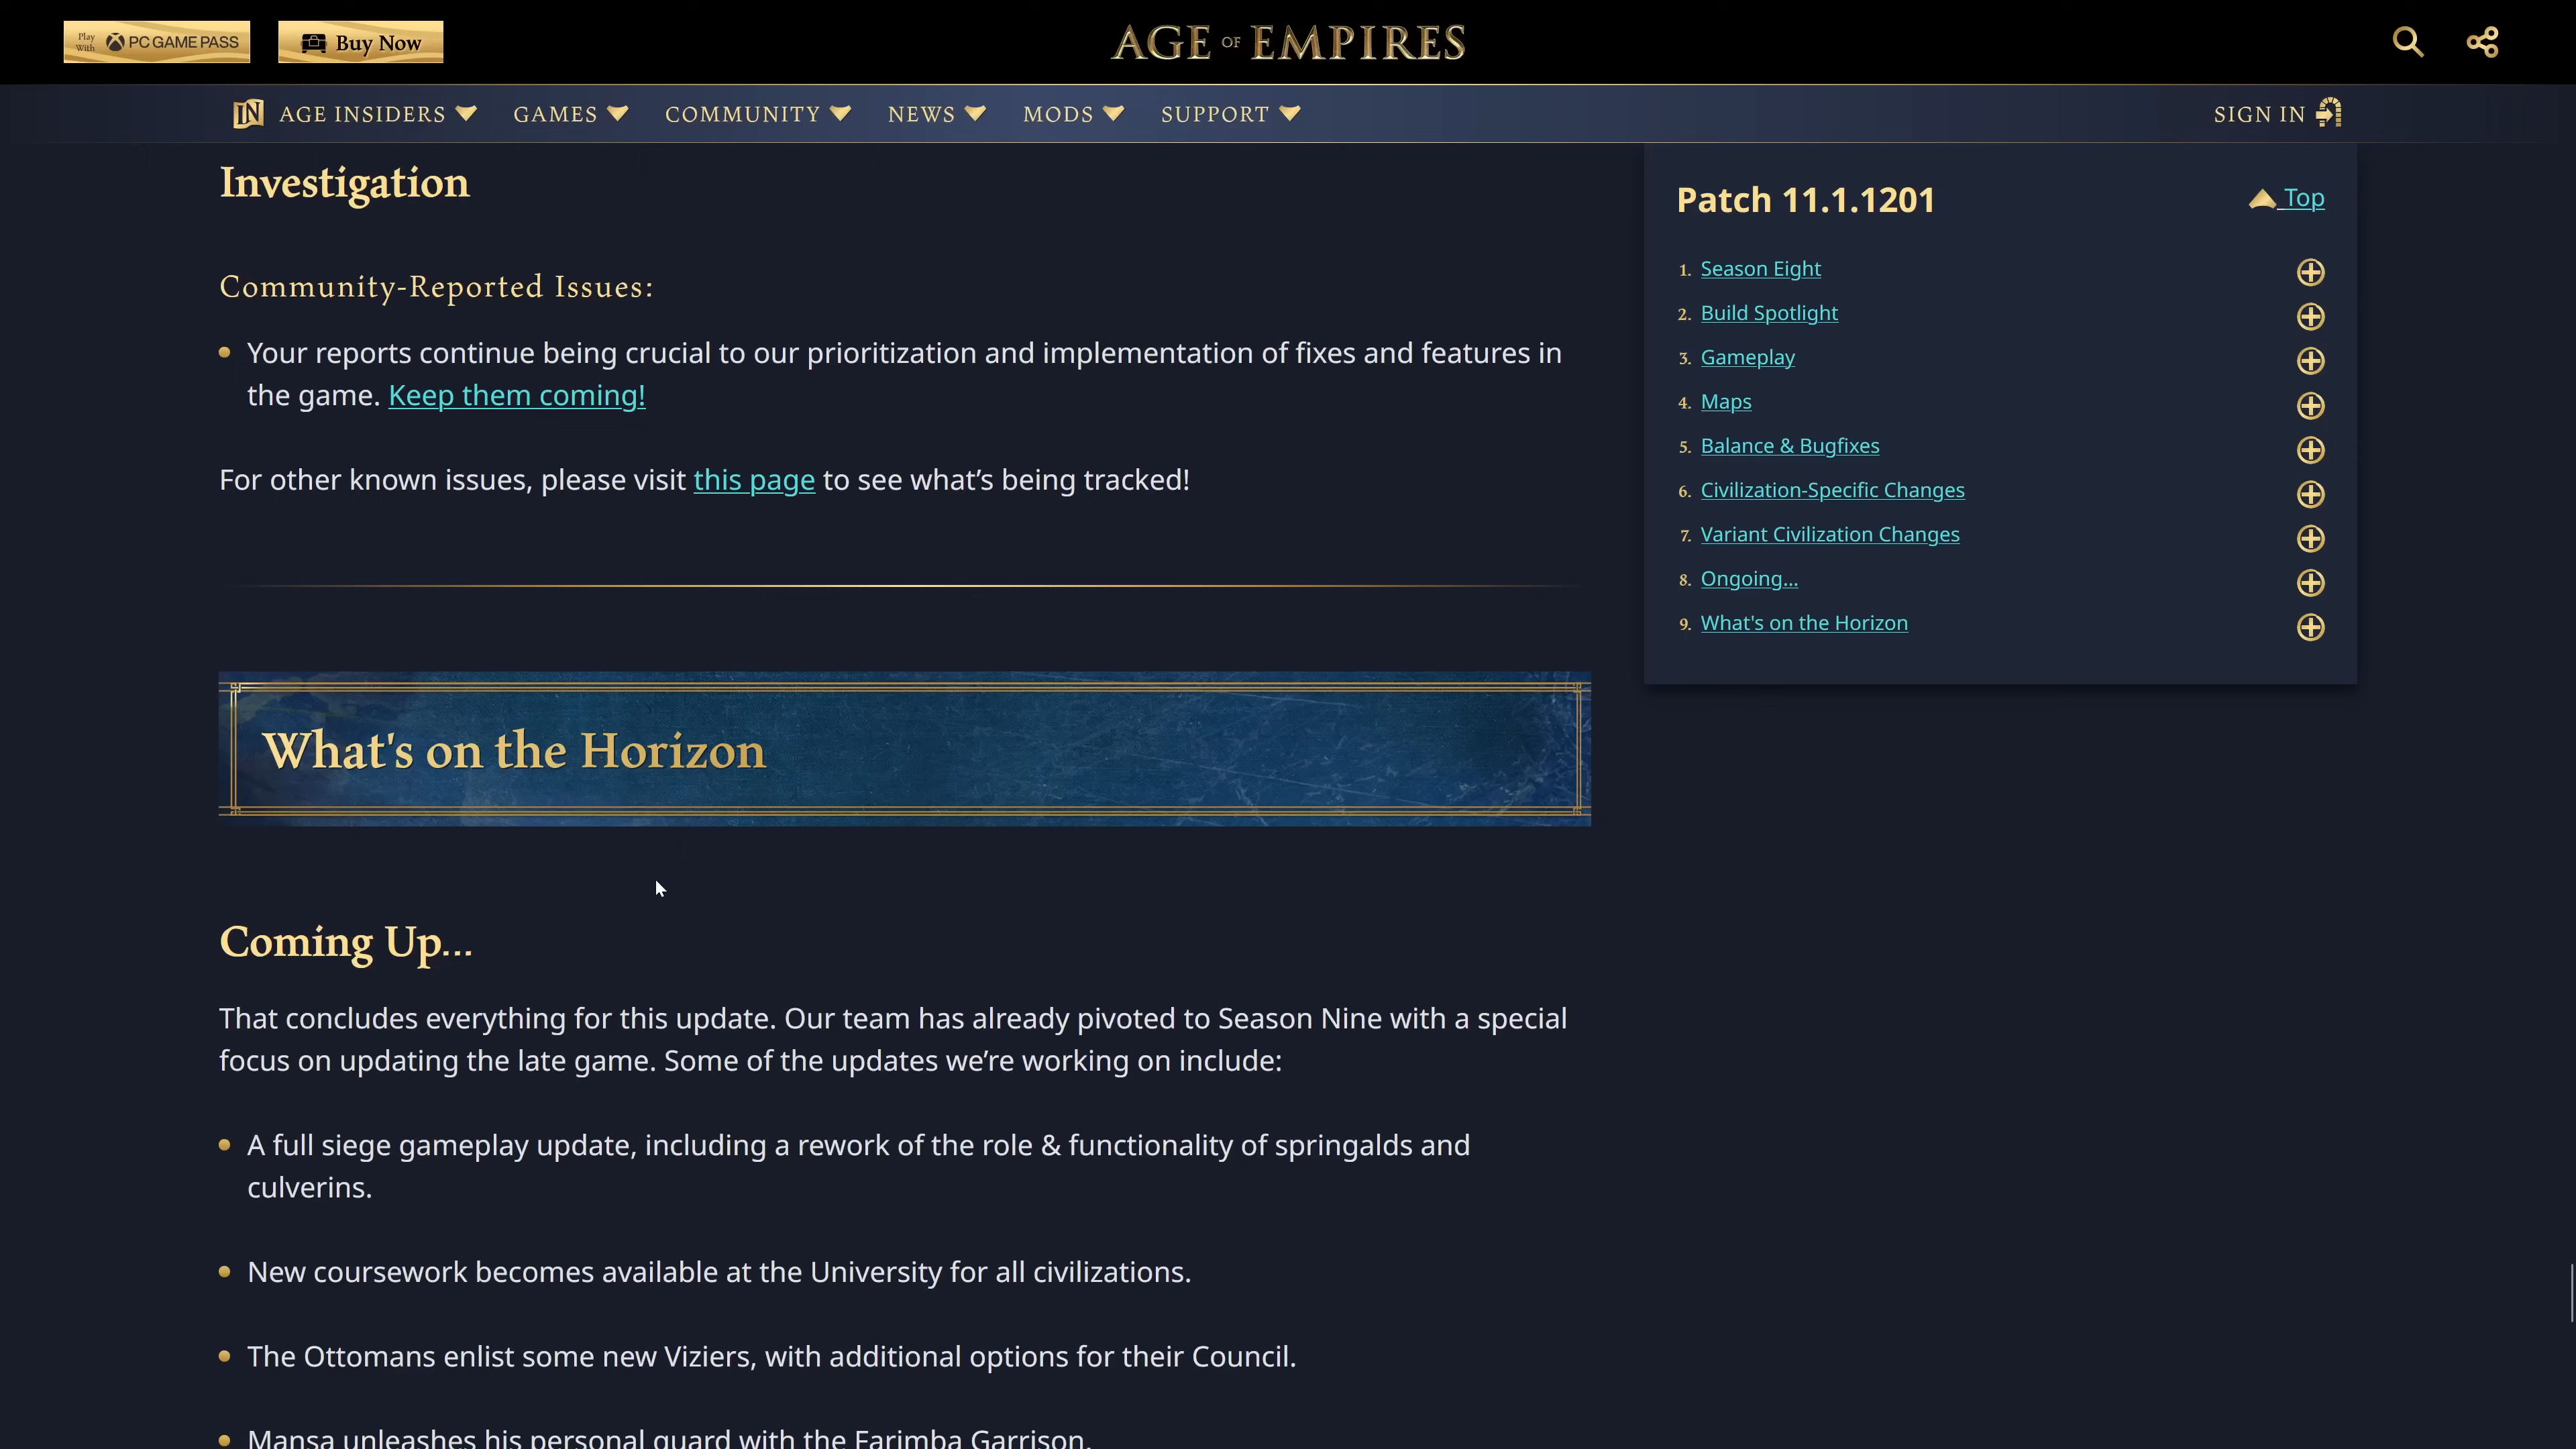 Play With PC GAME PASS
Buy Now
AGE OF EMPIRES
IN AGE INSIDERS
GAMES
COMMUNITY
NEWS
MODS
SUPPORT
SIGN IN
Investigation
Community-Reported Issues:
Your reports continue being crucial to our prioritization and implementation of fixes and features in
the game. Keep them coming!
For other known issues, please visit this page to see what’s being tracked!
What's on the Horizon
Coming Up...
That concludes everything for this update. Our team has already pivoted to Season Nine with a special
focus on updating the late game. Some of the updates we’re working on include:
A full siege gameplay update, including a rework of the role & functionality of springalds and
culverins.
New coursework becomes available at the University for all civilizations.
The Ottomans enlist some new Viziers, with additional options for their Council.
Mansa unleashes his personal guard with the Farimba Garrison.
Patch 11.1.1201
Top
1. Season Eight
2. Build Spotlight
3. Gameplay
4. Maps
5. Balance & Bugfixes
6. Civilization-Specific Changes
7. Variant Civilization Changes
8. Ongoing...
9. What's on the Horizon